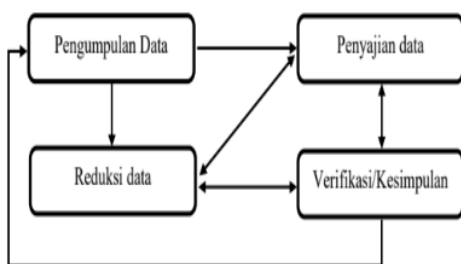 Pengumpulan Data
Penyajian data
Reduksi data
Verifikasi/Kesimpulan